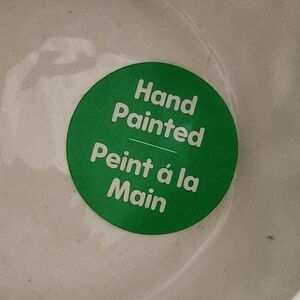 Hand
Painted
Peint á la
Main